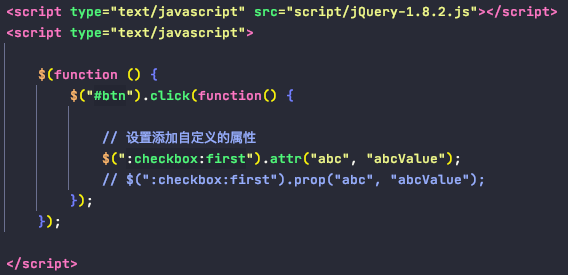 <script type="text/javascript" src="script/jQuery-1.8.2.js"></script>
<script type="text/javascript">
$(function () {
$("#btn").click(function() {
// 设置添加自定义的属性
$(":checkbox:first").attr("abc", "abcValue");
// $(":checkbox:first").prop("abc", "abcValue");
});
});
</script>